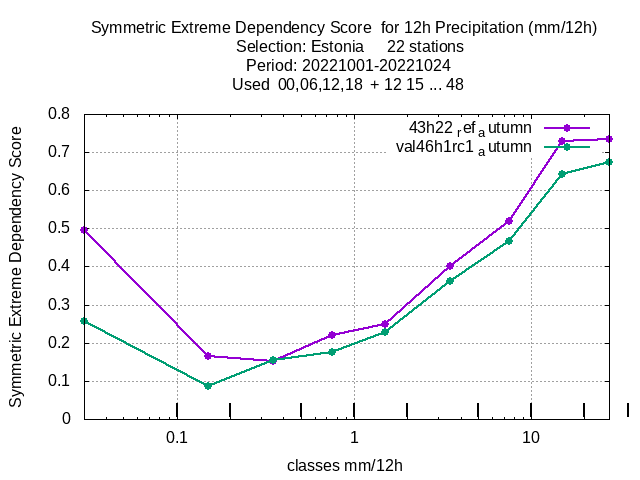 Symmetric Extreme Dependency Score  for 12h Precipitation (mm/12h)
Selection: Estonia     22 stations
Period: 20221001-20221024
Used  00,06,12,18  + 12 15 ... 48
43h22 ref autumn
val46h1rc1 autumn
0.8
0.7
0.6
0.5
0.4
0.3
0.2
0.1
0
Symmetric Extreme Dependency Score
0.1 1 10
classes mm/12h